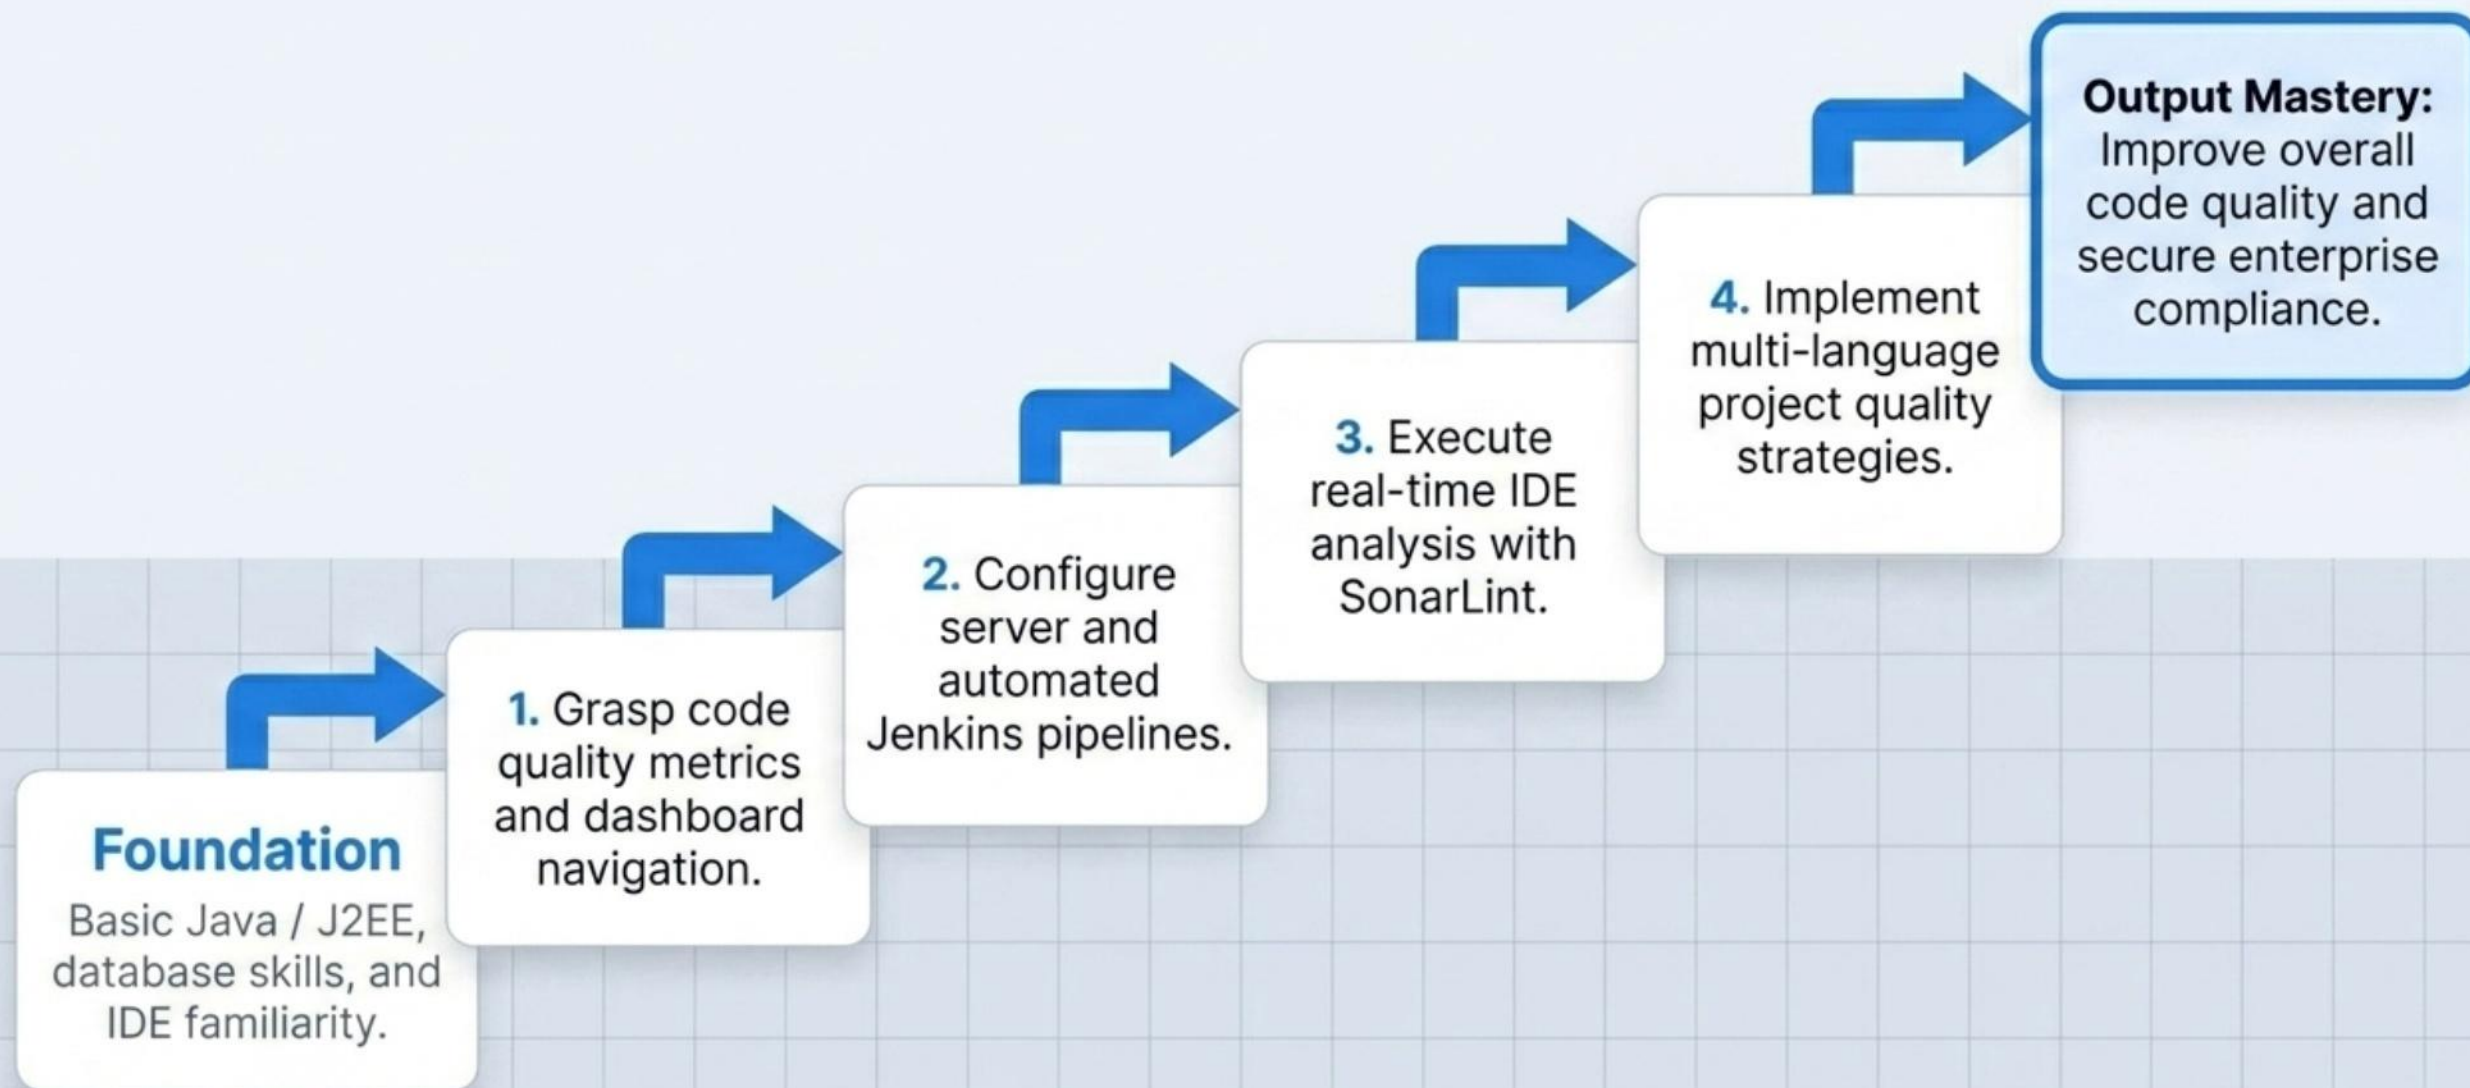 Foundation
Basic Java / J2EE,
database skills, and
IDE familiarity.
1. Grasp code
quality metrics
and dashboard
navigation.
2. Configure
server and
automated
Jenkins pipelines.
3. Execute
real-time IDE
analysis with
SonarLint.
4. Implement
multi-language
project quality
strategies.
Output Mastery:
Improve overall
code quality and
secure enterprise
compliance.